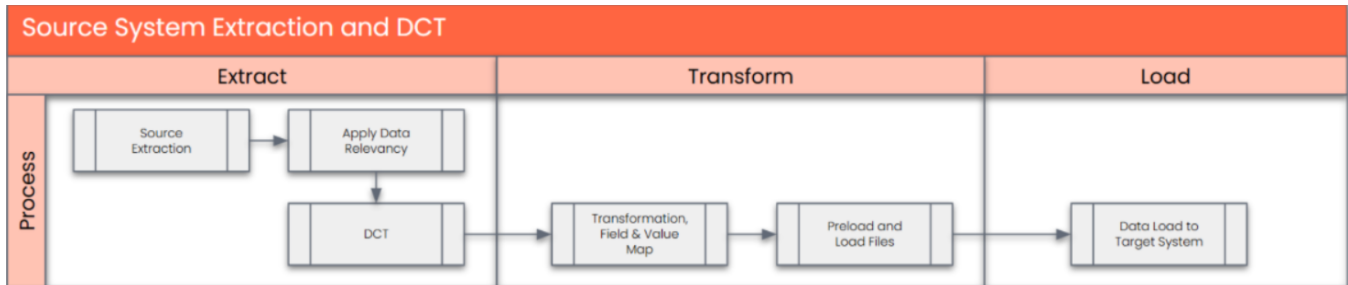 Source System Extraction and DCT
Extract
Transform
Load
Process
Source
Extraction
Apply Data
Relevancy
DCT
Transformation,
Field & Value
Map
Preload and
Load Files
Data Load to
Target System